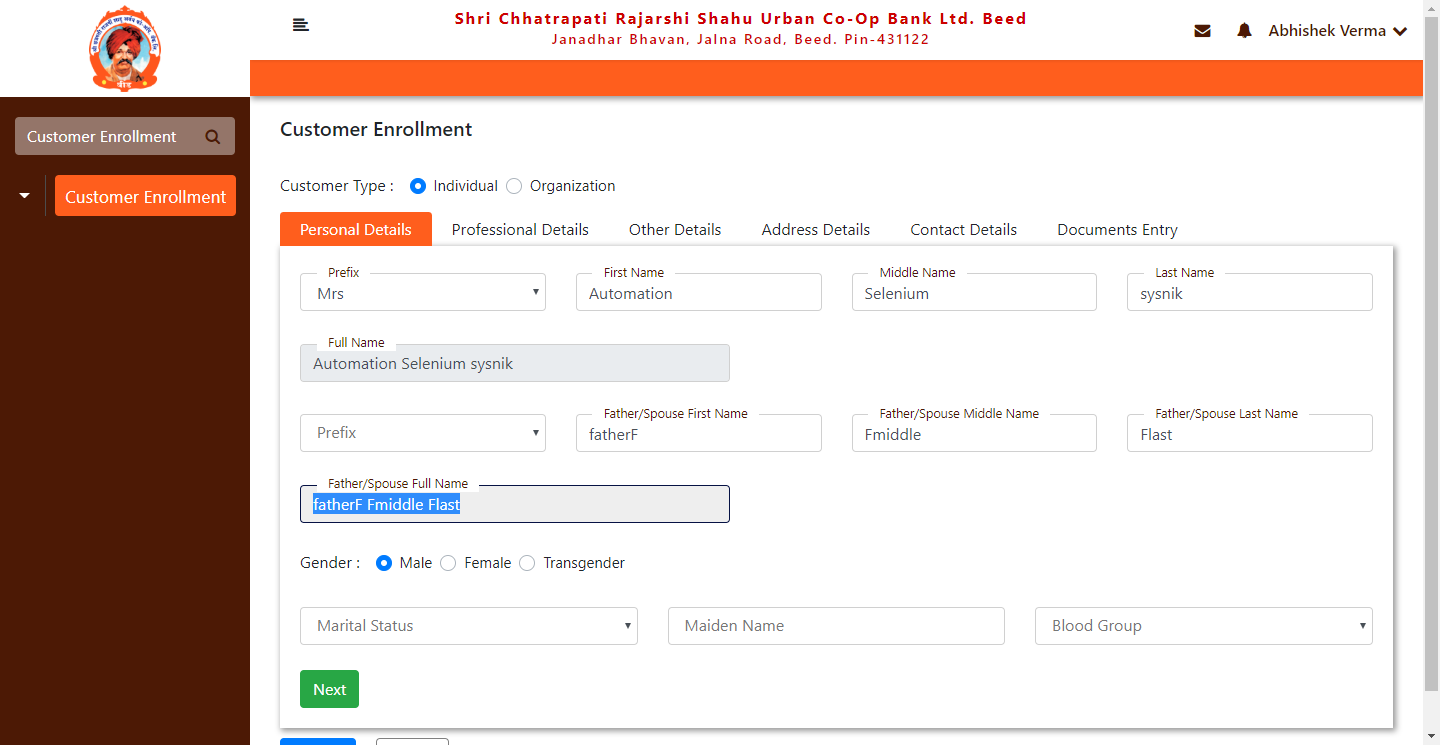 Shri Chhatrapati Rajarshi Shahu Urban Co-Op Bank Ltd. Beed
Janadhar Bhavan, Jalna Road, Beed. Pin-431122
Abhishek Verma
Customer Enrollment
Customer Enrollment
Customer Enrollment
Customer Type : Individual Organization
Personal Details Professional Details Other Details Address Details Contact Details Documents Entry
Prefix First Name Middle Name Last Name
Mrs Automation Selenium sysnik
Full Name
Automation Selenium sysnik
Father/Spouse First Name Father/Spouse Middle Name Father/Spouse Last Name
Prefix fatherF Fmiddle Flast
Father/Spouse Full Name
fatherF Fmiddle Flast
Gender : Male Female Transgender
Marital Status Maiden Name Blood Group
Next